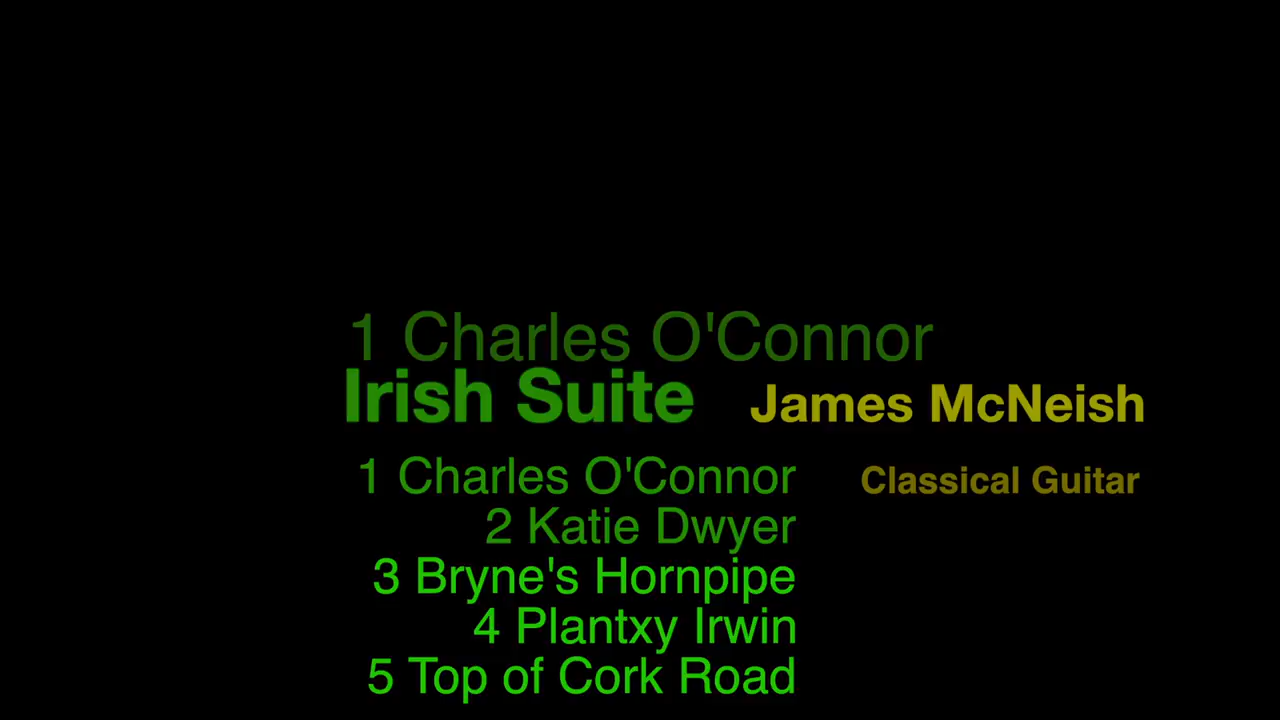 1 Charles O'Connor
Irish Suite
James McNeish
1 Charles O'Connor
Classical Guitar
2 Katie Dwyer
3 Bryne's Hornpipe
4 Plantxy Irwin
5 Top of Cork Road